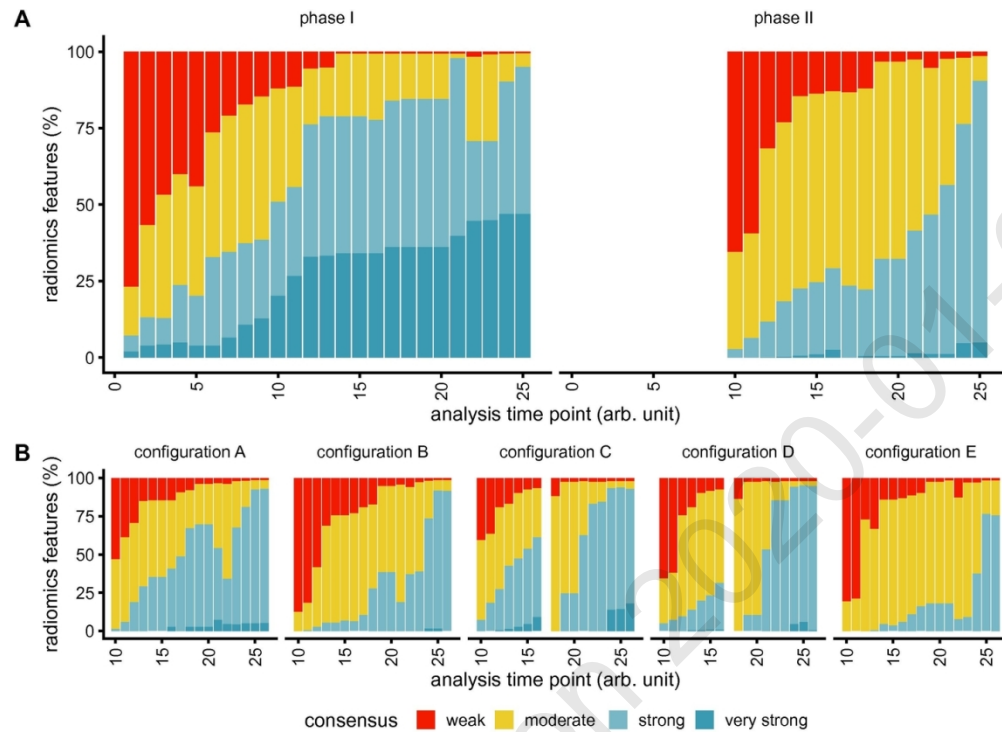 A
phase I
phase II
radiomics features (%)
100
75
50
25
0
0 5 10 15 20 25
0 5 10 15 20 25
analysis time point (arb. unit)
B
configuration A
configuration B
configuration C
configuration D
configuration E
radiomics features (%)
100
75
50
25
0
10 15 20 25
10 15 20 25
10 15 20 25
10 15 20 25
10 15 20 25
analysis time point (arb. unit)
consensus weak moderate strong very strong
on 2020-01-